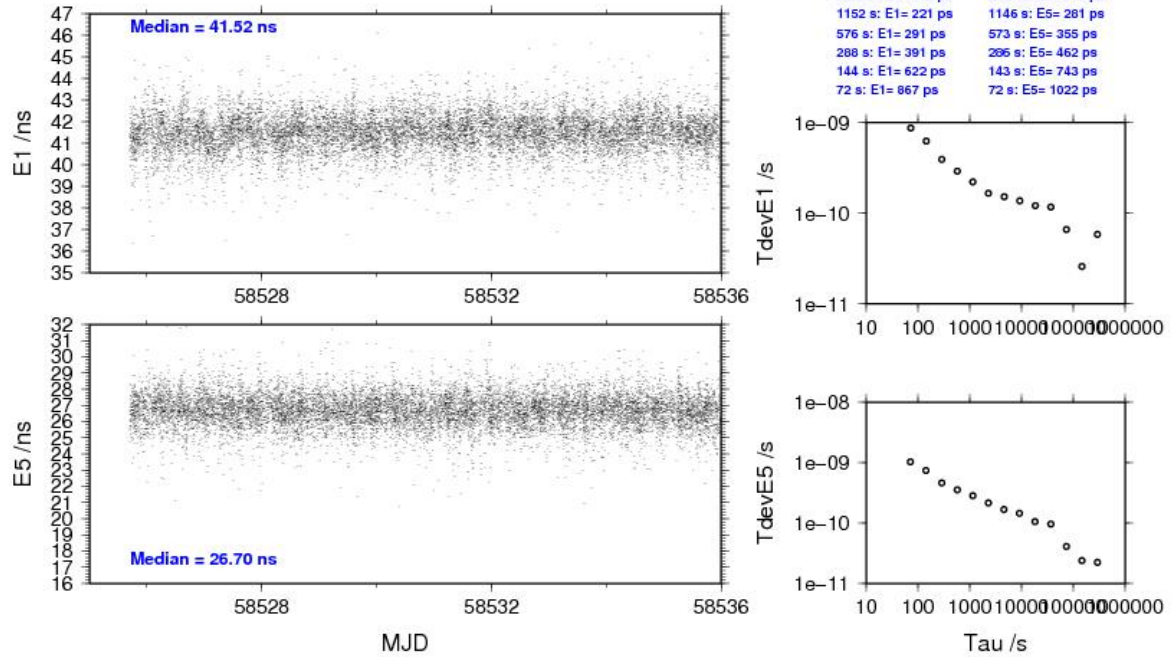 1152 s: E1= 221 ps 1146 s: E5= 281 ps
576 s: E1= 291 ps 573 s: E5= 355 ps
288 s: E1= 391 ps 286 s: E5= 462 ps
144 s: E1= 622 ps 143 s: E5= 743 ps
72 s: E1= 867 ps 72 s: E5= 1022 ps
Median = 41.52 ns
E1 /ns
47
46
45
44
43
42
41
40
39
38
37
36
35
58528 58532 58536
TdevE1 /s
1e−09
1e−10
1e−11
10 100 1000 10000 100000 1000000
E5 /ns
32
31
30
29
28
27
26
25
24
23
22
21
20
19
18
17
16
Median = 26.70 ns
58528 58532 58536
MJD
TdevE5 /s
1e−08
1e−09
1e−10
1e−11
10 100 1000 10000 100000 1000000
Tau /s